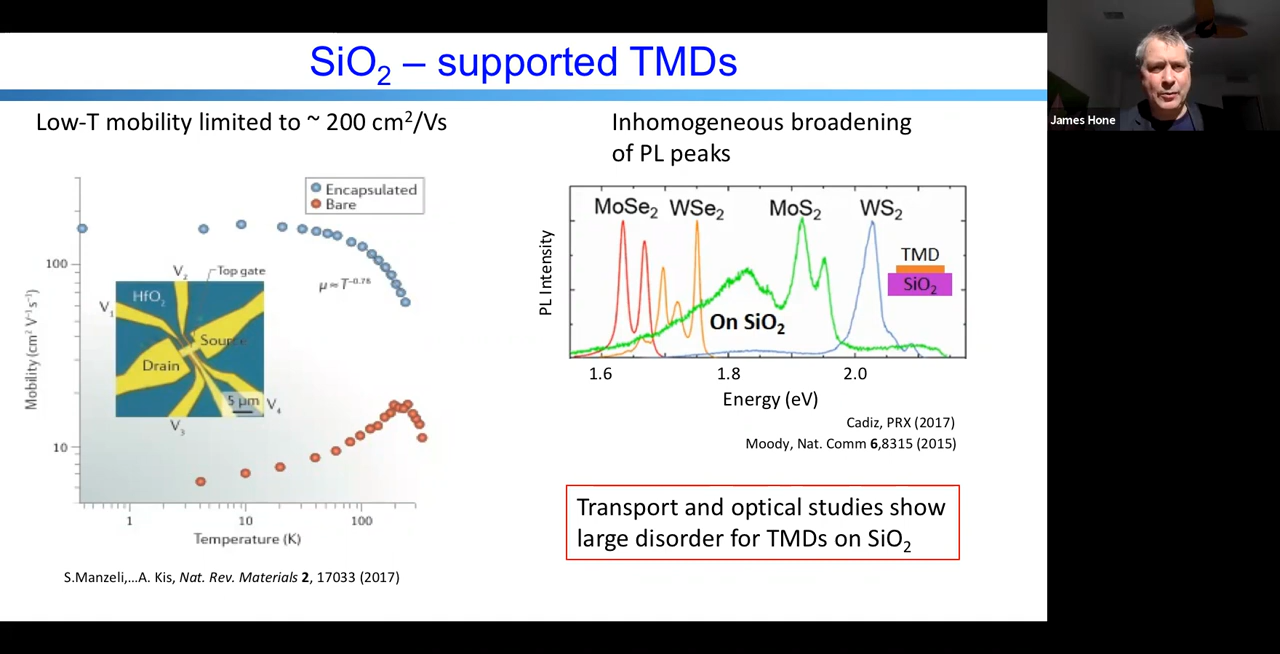 SiO2 – supported TMDs
James Hone
Low-T mobility limited to ~ 200 cm2/Vs
Encapsulated
Bare
100
10
Mobility (cm2 V-1s-1)
μ ≈ T-0.78
HfO2
V1
V2
Top gate
Source
Drain
5 μm
V4
V3
1
10
100
Temperature (K)
S.Manzeli,...A. Kis, Nat. Rev. Materials 2, 17033 (2017)
Inhomogeneous broadening
of PL peaks
MoSe2
WSe2
MoS2
WS2
TMD
SiO2
On SiO2
PL Intensity
1.6
1.8
2.0
Energy (eV)
Cadiz, PRX (2017)
Moody, Nat. Comm 6,8315 (2015)
Transport and optical studies show
large disorder for TMDs on SiO2